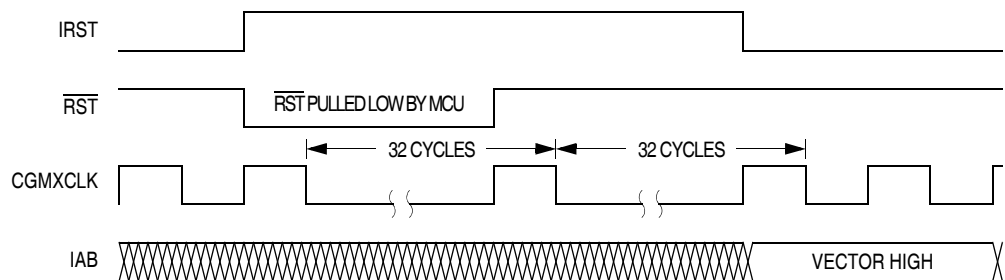 IRST
RST
RST PULLED LOW BY MCU
32 CYCLES
32 CYCLES
CGMXCLK
IAB
VECTOR HIGH